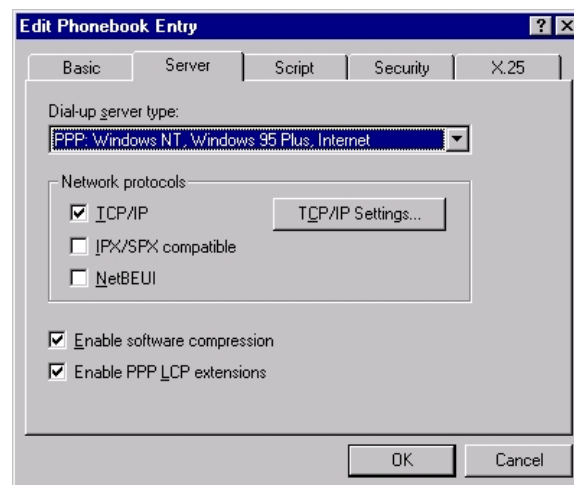 Edit Phonebook Entry
Basic Server Script Security X.25
Dial-up server type:
PPP: Windows NT, Windows 95 Plus, Internet
Network protocols
TCP/IP TCP/IP Settings...
IPX/SPX compatible
NetBEUI
Enable software compression
Enable PPP LCP extensions
OK Cancel